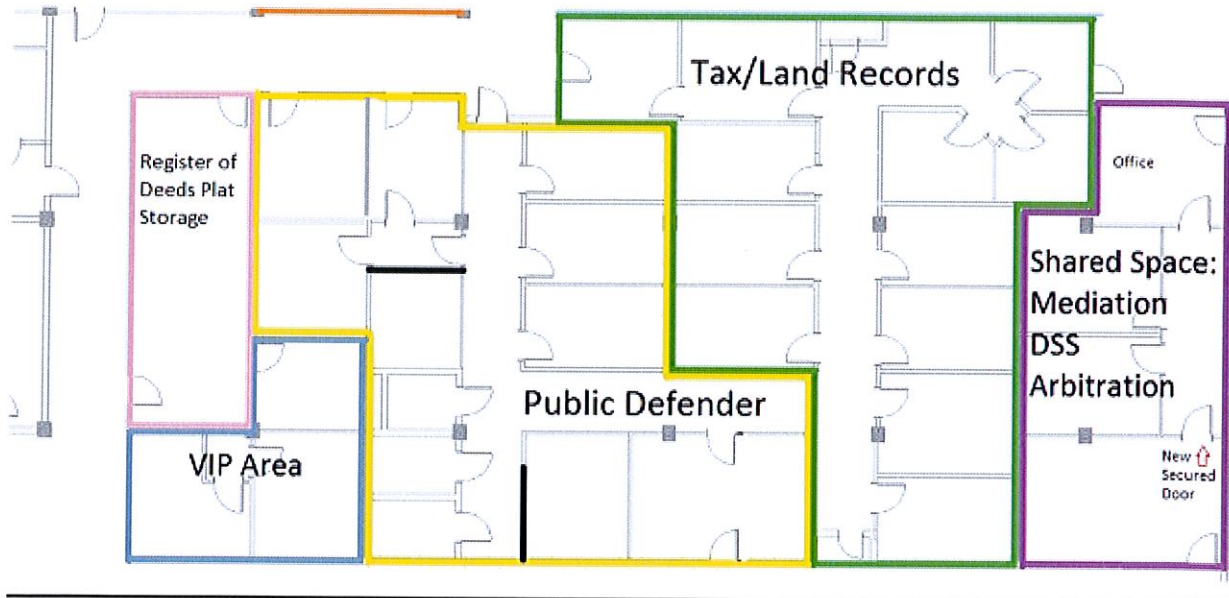 Tax/Land Records
Register of
Deeds Plat
Storage
Office
Shared Space:
Mediation
DSS
Arbitration
Public Defender
VIP Area
New
Secured
Door